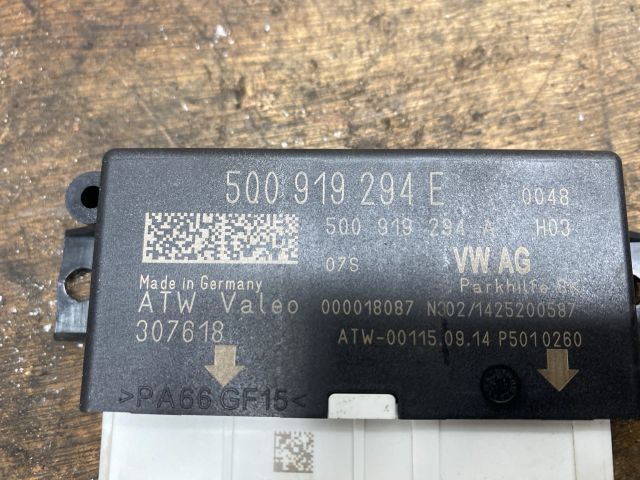 5Q0 919 294 E
0048
5Q0 919 294 A H03
07S
VW AG
Made in Germany
Parkhilfe 8K
ATW Valeo 000018087 N302/1425200587
307618
ATW-00115.09.14 P5010260
>PA66 GF15<